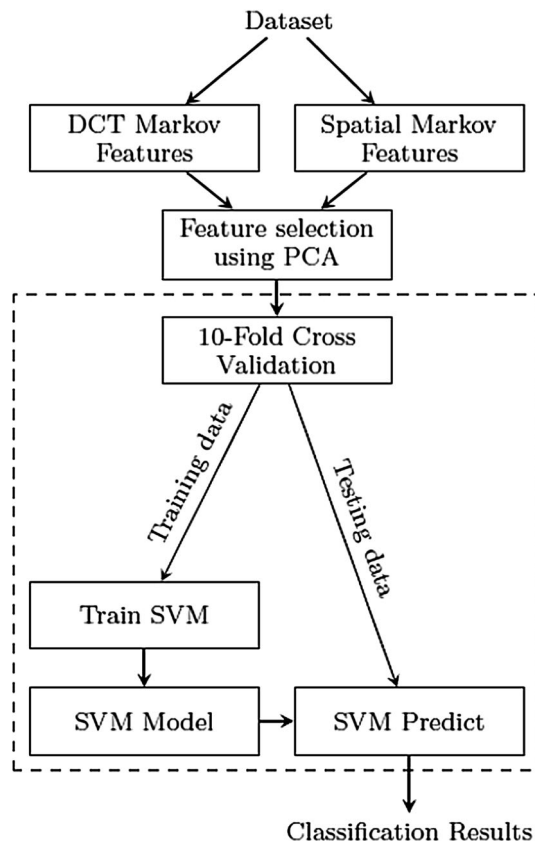 Dataset
DCT Markov
Features
Spatial Markov
Features
Feature selection
using PCA
10-Fold Cross
Validation
Training data
Testing data
Train SVM
SVM Model
SVM Predict
Classification Results